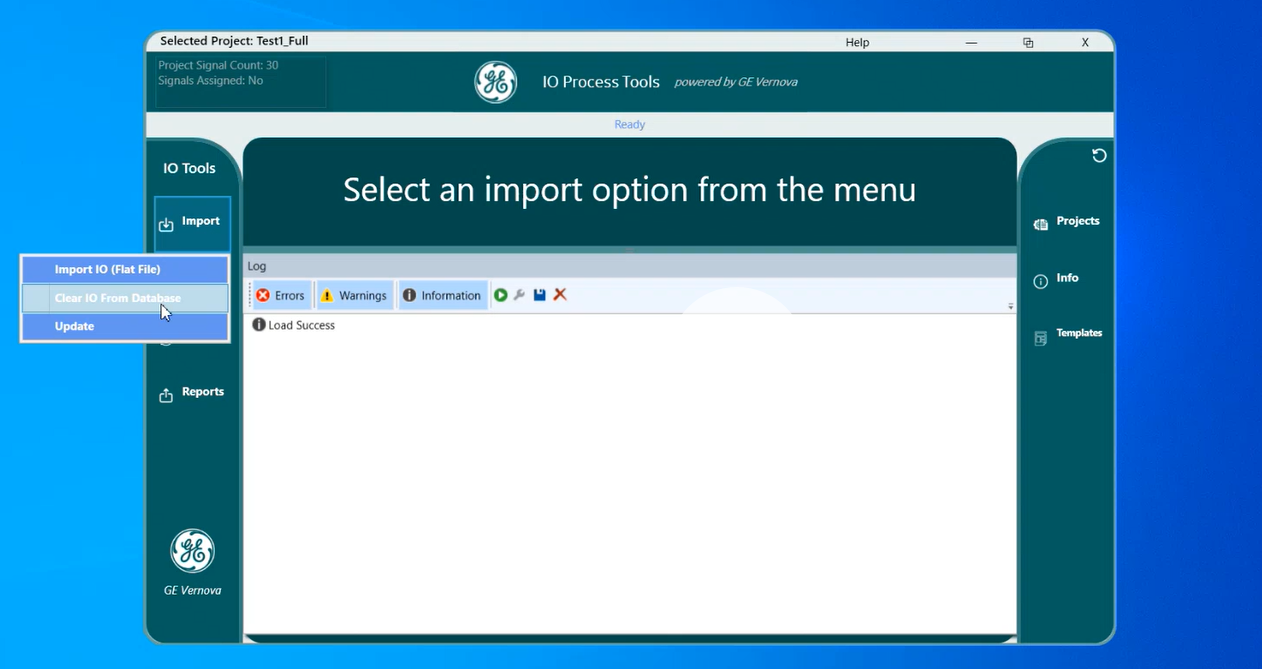 Selected Project: Test1_Full
Help
X
Project Signal Count: 30
Signals Assigned: No
GE
IO Process Tools powered by GE Vernova
Ready
IO Tools
Select an import option from the menu
Import
Projects
Import IO (Flat File)
Log
Clear IO From Database
Errors
Warnings
Information
Info
Update
Load Success
Templates
Reports
GE
GE Vernova